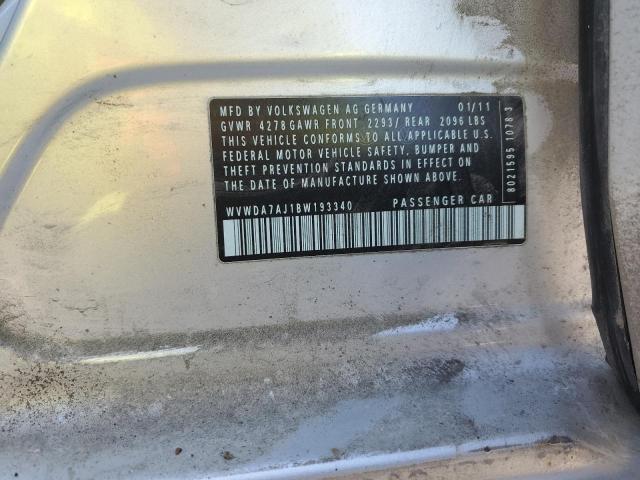 MFD BY VOLKSWAGEN AG GERMANY 01/11
GVWR 4278 GAWR FRONT 2293/ REAR 2096 LBS
THIS VEHICLE CONFORMS TO ALL APPLICABLE U.S.
FEDERAL MOTOR VEHICLE SAFETY, BUMPER AND
THEFT PREVENTION STANDARDS IN EFFECT ON
THE DATE OF MANUFACTURE SHOWN ABOVE.
WVWDA7AJ1BW193340 PASSENGER CAR
8021595 1078 3